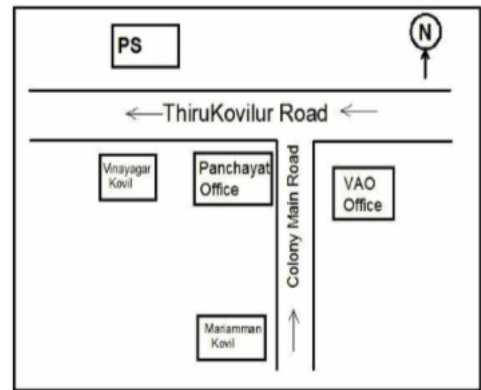 PS
N
ThiruKovilur Road
Vinayagar
Kovil
Panchayat
Office
Colony Main Road
VAO
Office
Mariamman
Kovil